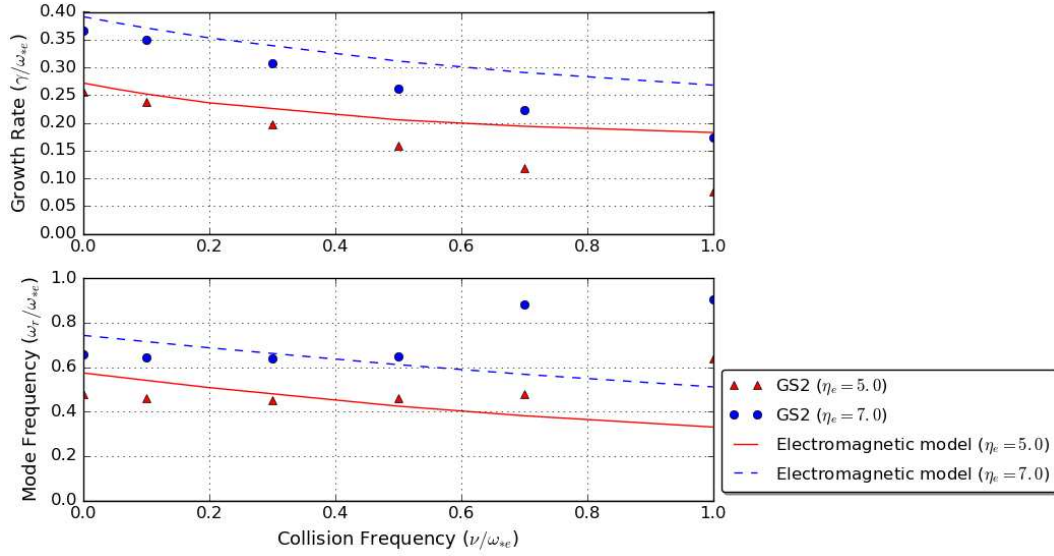 0.40
0.35
0.30
0.25
0.20
0.15
0.10
0.05
0.00
Growth Rate (γ/ω∗e)
0.0 0.2 0.4 0.6 0.8 1.0
1.0
0.8
0.6
0.4
0.2
0.0
Mode Frequency (ωr/ω∗e)
0.0 0.2 0.4 0.6 0.8 1.0
Collision Frequency (ν/ω∗e)
GS2 (ηe = 5.0)
GS2 (ηe = 7.0)
Electromagnetic model (ηe = 5.0)
Electromagnetic model (ηe = 7.0)